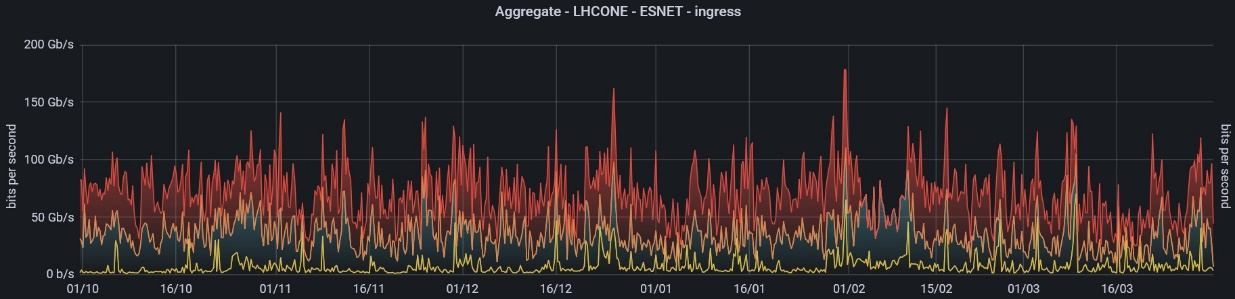 Aggregate - LHCONE - ESNET - ingress
200 Gb/s
150 Gb/s
100 Gb/s
50 Gb/s
0 b/s
bits per second
bits per second
01/10 16/10 01/11 16/11 01/12 16/12 01/01 16/01 01/02 15/02 01/03 16/03